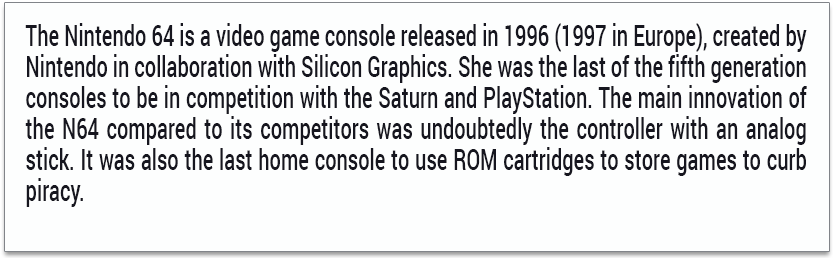 The Nintendo 64 is a video game console released in 1996 (1997 in Europe), created by
Nintendo in collaboration with Silicon Graphics. She was the last of the fifth generation
consoles to be in competition with the Saturn and PlayStation. The main innovation of
the N64 compared to its competitors was undoubtedly the controller with an analog
stick. It was also the last home console to use ROM cartridges to store games to curb
piracy.